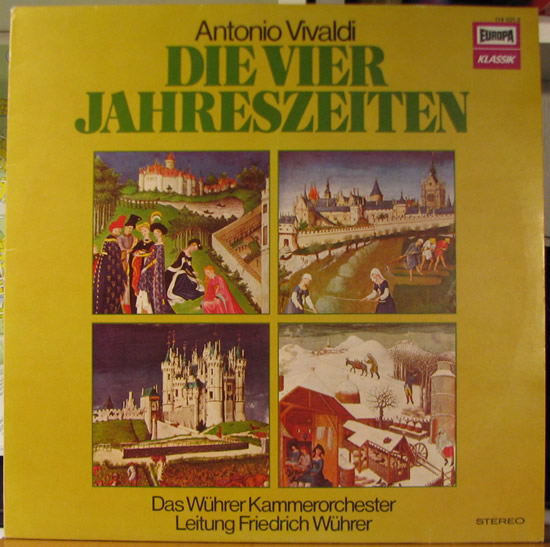 Antonio Vivaldi
DIE VIER
JAHRESZEITEN
EUROPA
KLASSIK
Das Wührer Kammerorchester
Leitung Friedrich Wührer
STEREO